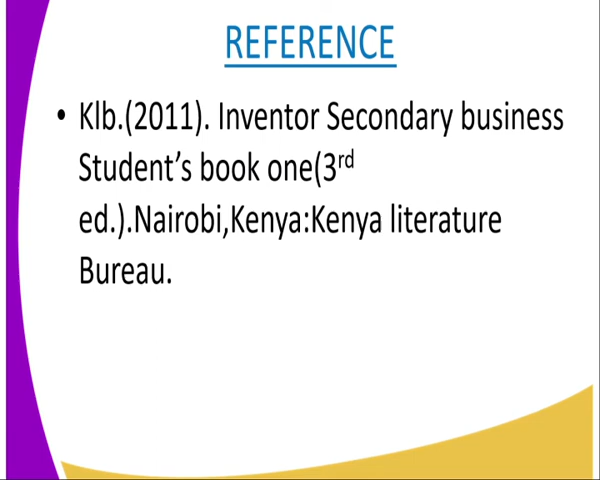 REFERENCE
• Klb.(2011). Inventor Secondary business
Student’s book one(3rd
ed.).Nairobi,Kenya:Kenya literature
Bureau.